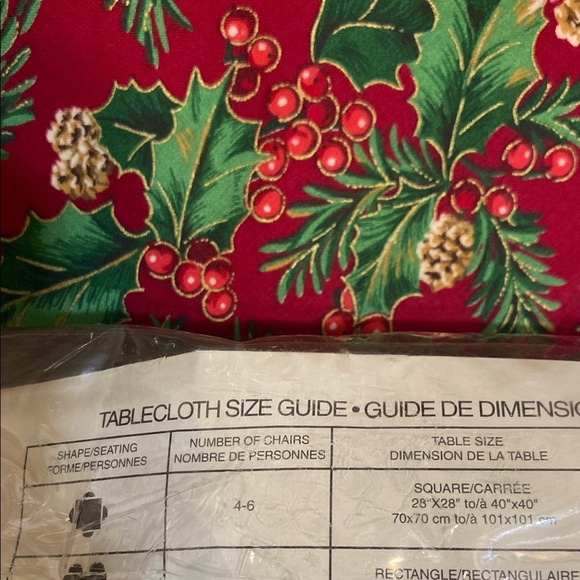 TABLECLOTH SIZE GUIDE • GUIDE DE
SHAPE/SEATING
FORME/PERSONNES
NUMBER OF CHAIRS
NOMBRE DE PERSONNES
TABLE SIZE
DIMENSION DE LA TABLE
4-6
SQUARE/CARRÉE
28"X28" to/à 40"x40"
70x70 cm to/à 101x101 cm
RECTANGLE/RECTANGULAIRE